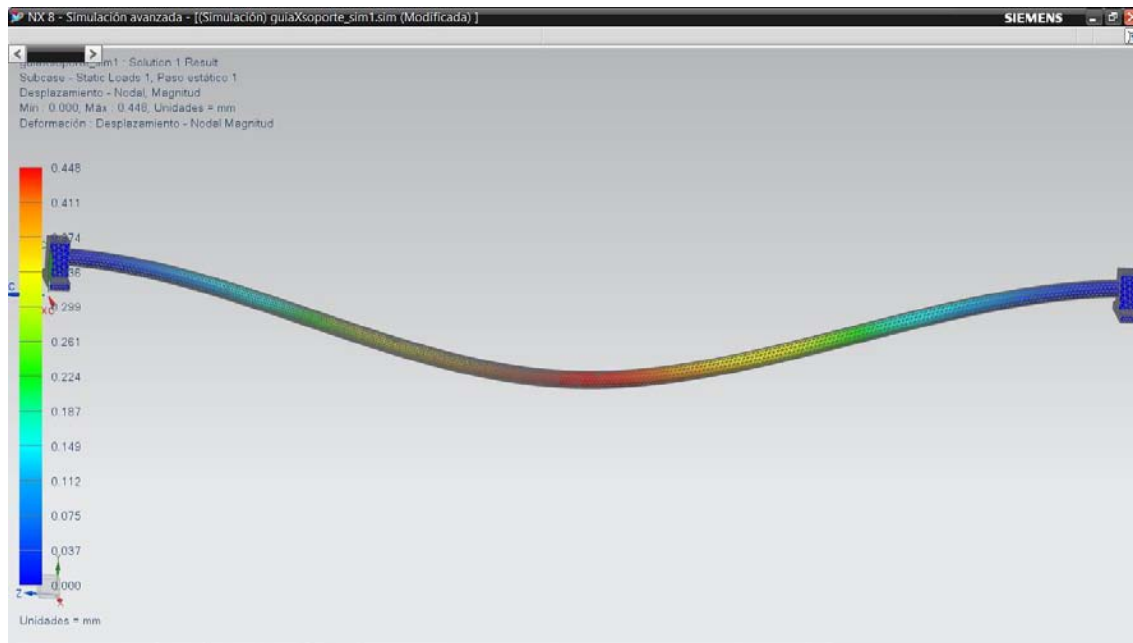 NX 8 - Simulación avanzada - [(Simulación) guiaXsoporte_sim1.sim (Modificada) ]
SIEMENS
: Solution 1 Result
Subcase - Static Loads 1, Paso estático 1
Desplazamiento - Nodal, Magnitud
Mín : 0.000, Máx : 0.448, Unidades = mm
Deformación : Desplazamiento - Nodal Magnitud
0.448
0.411
0.299
0.261
0.224
0.187
0.149
0.112
0.075
0.037
0.000
Y
Z
X
Unidades = mm